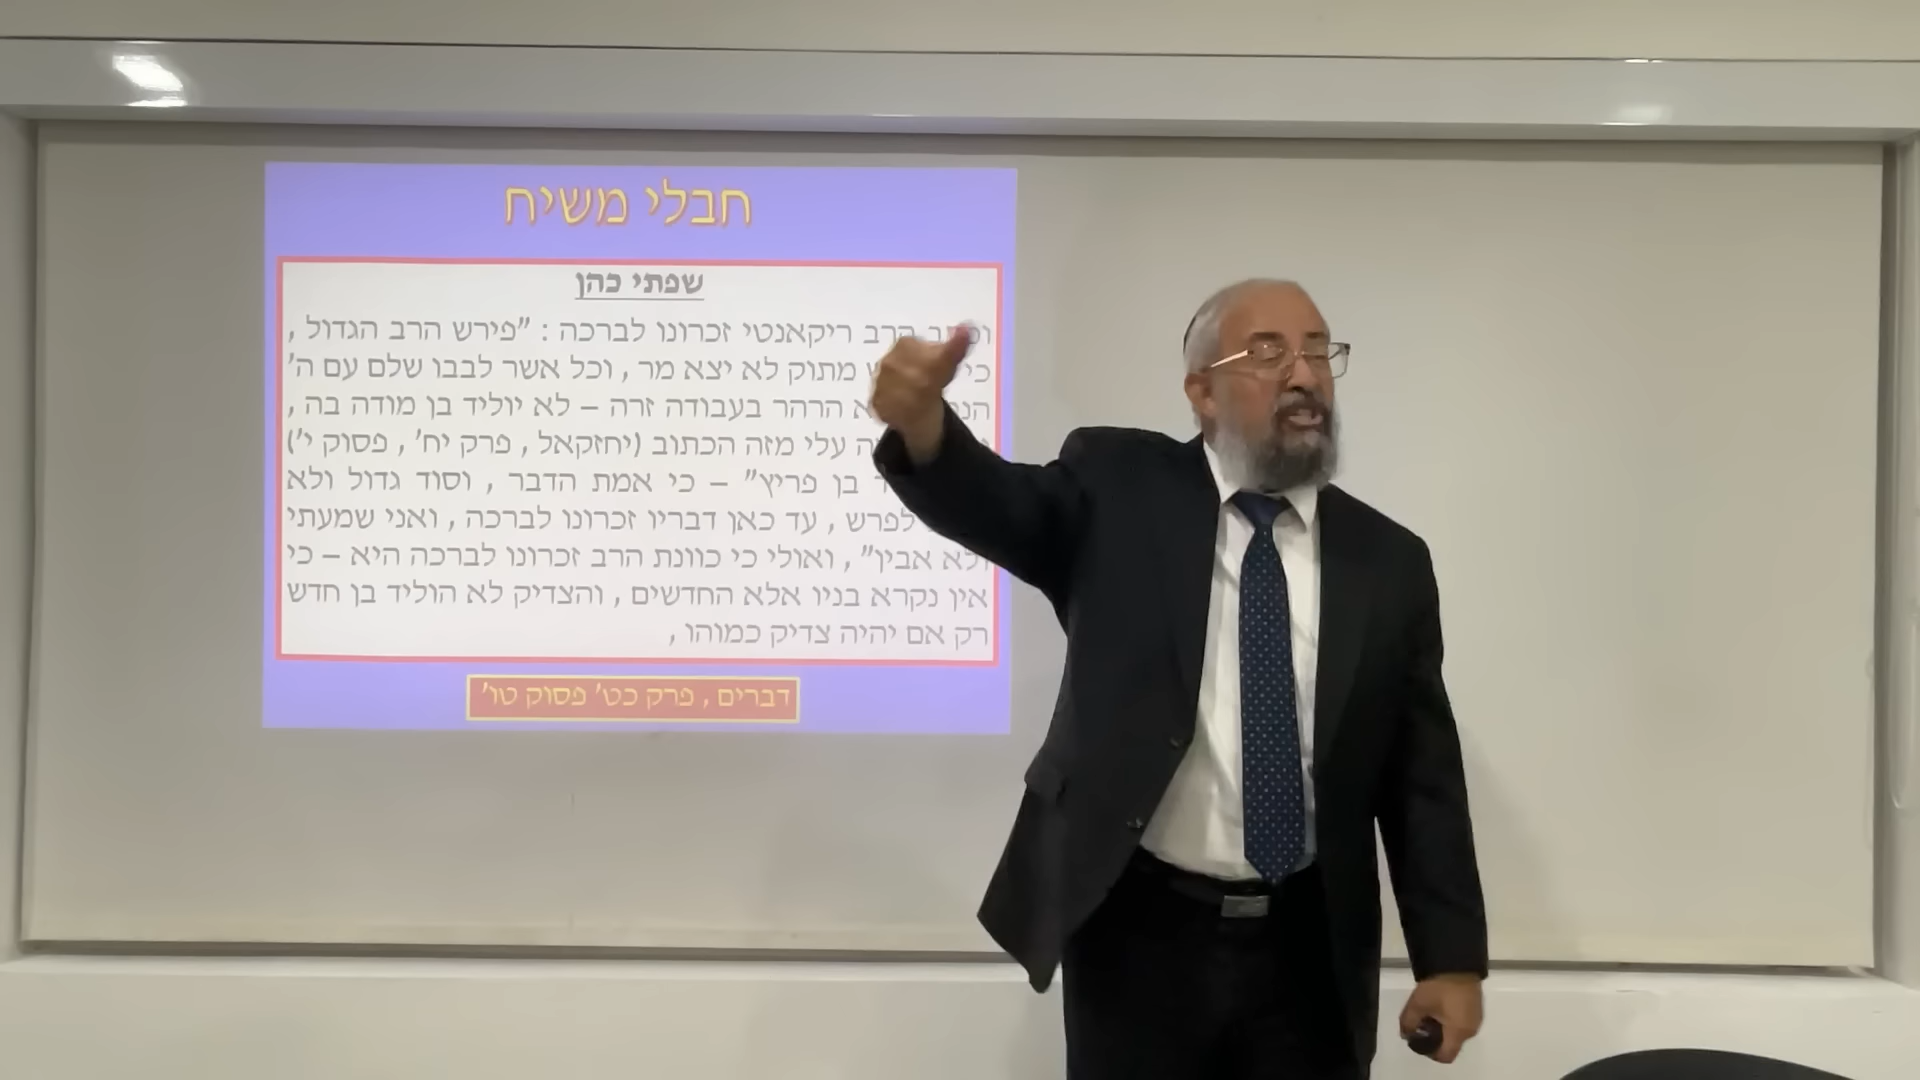 חבלי משיח
שפתי כהן
הרב ריקאנטי זכרונו לברכה : "פירש הרב הגדול ,
כי מתוק לא יצא מר , וכל אשר לבבו שלם עם ה'
הרהר בעבודה זרה – לא יוליד בן מודה בה ,
עלי מזה הכתוב (יחזקאל , פרק יח' , פסוק י')
בן פריץ" – כי אמת הדבר , וסוד גדול ולא
לפרש , עד כאן דבריו זכרונו לברכה , ואני שמעתי
ולא אבין" , ואולי כי כוונת הרב זכרונו לברכה היא – כי
אין נקרא בניו אלא החדשים , והצדיק לא הוליד בן חדש
רק אם יהיה צדיק כמוהו ,
דברים , פרק כט' פסוק טו'